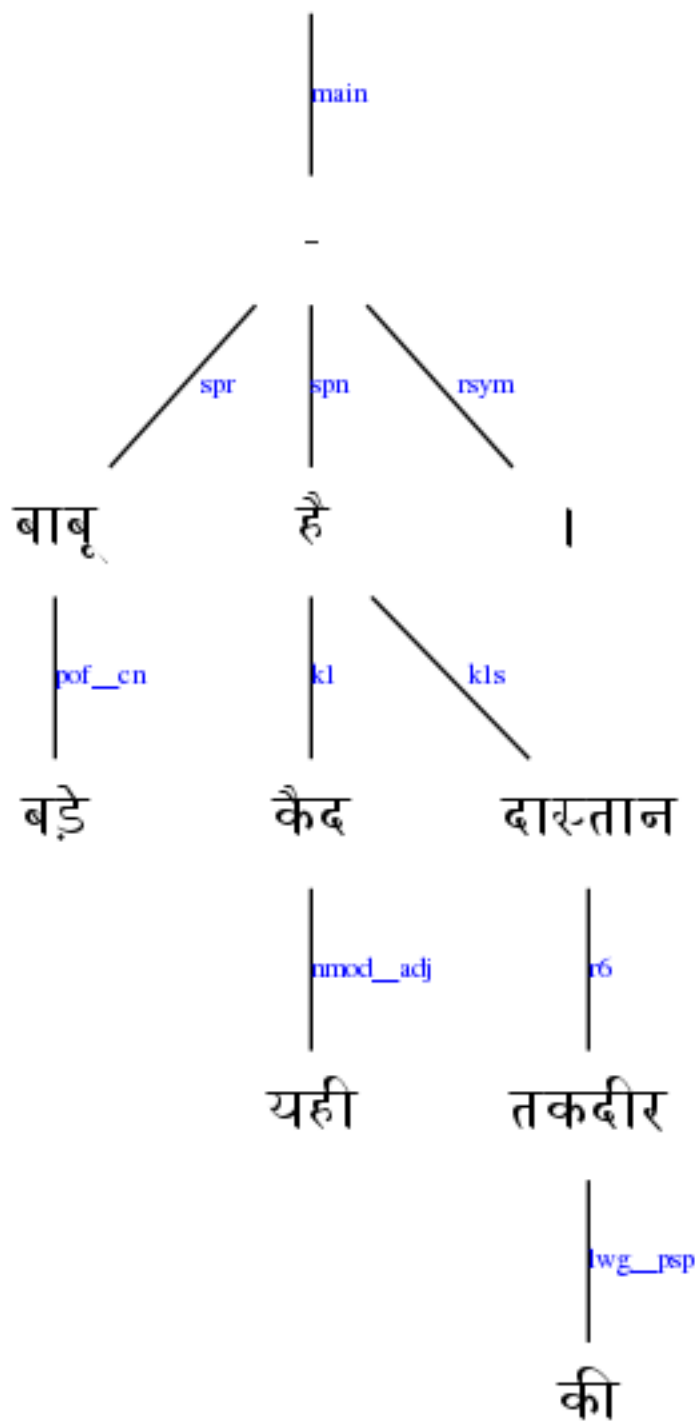 main
-
spr spn rsym
बाबू है ।
pof__cn k1 k1s
बड़े कैद दास्तान
nmod__adj r6
यही तकदीर
lwg__psp
की